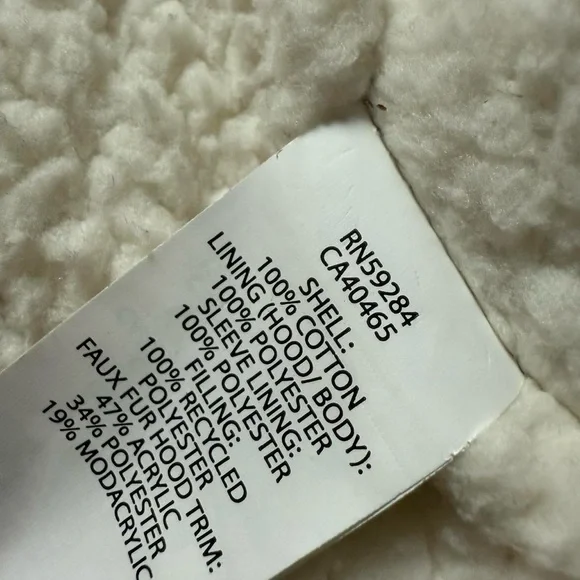 RN59284
CA40465
SHELL:
100% COTTON
LINING (HOOD/ BODY):
100% POLYESTER
SLEEVE LINING:
100% POLYESTER
FILLING:
100% RECYCLED
POLYESTER
FAUX FUR HOOD TRIM:
47% ACRYLIC
34% POLYESTER
19% MODACRYLIC